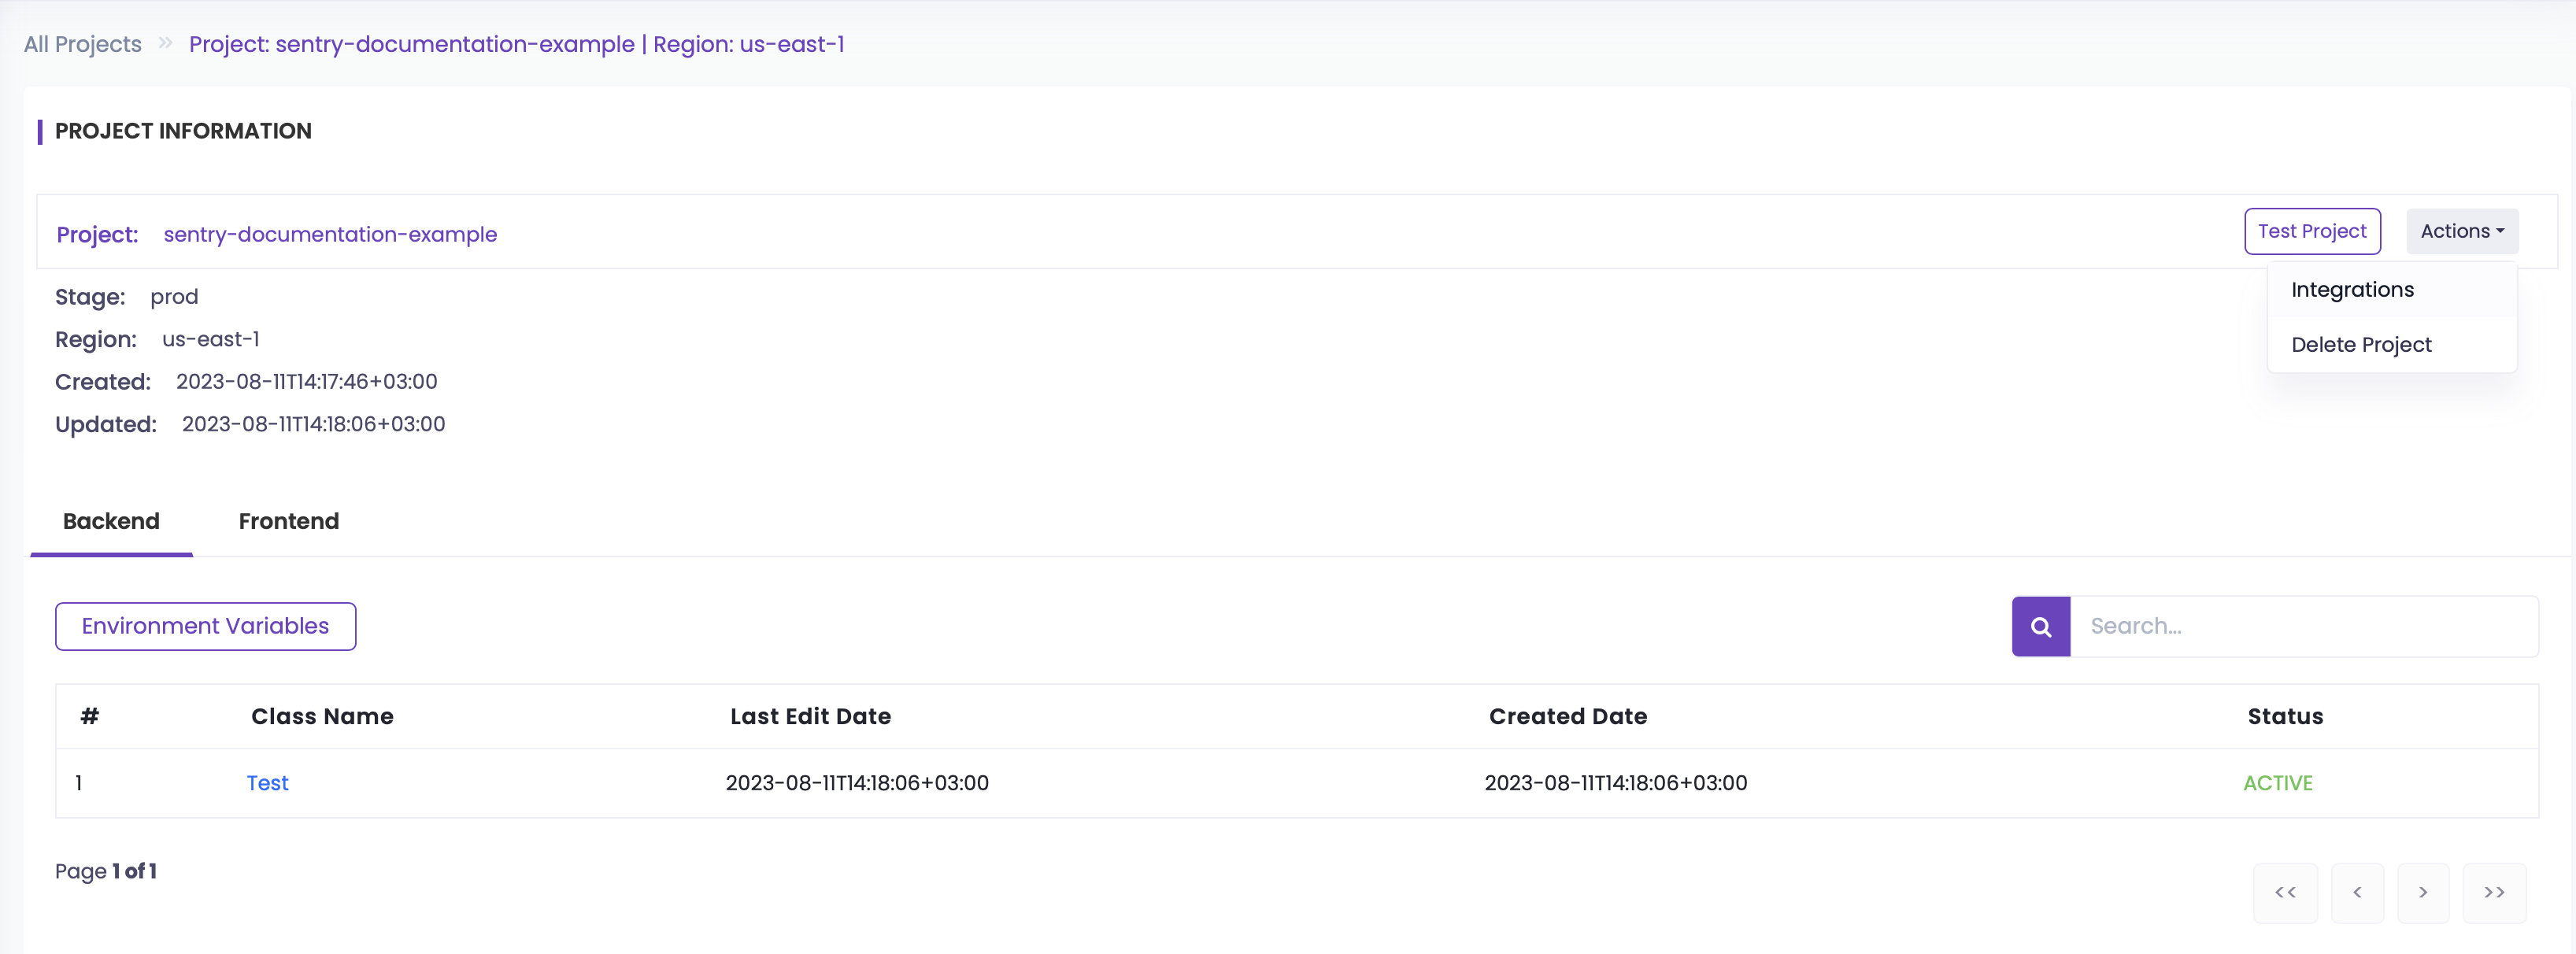 All Projects » Project: sentry-documentation-example | Region: us-east-1
PROJECT INFORMATION
Project: sentry-documentation-example Test Project Actions
Integrations
Delete Project
Stage: prod
Region: us-east-1
Created: 2023-08-11T14:17:46+03:00
Updated: 2023-08-11T14:18:06+03:00
Backend Frontend
Environment Variables Search...
# Class Name Last Edit Date Created Date Status
1 Test 2023-08-11T14:18:06+03:00 2023-08-11T14:18:06+03:00 ACTIVE
Page 1 of 1 << < > >>